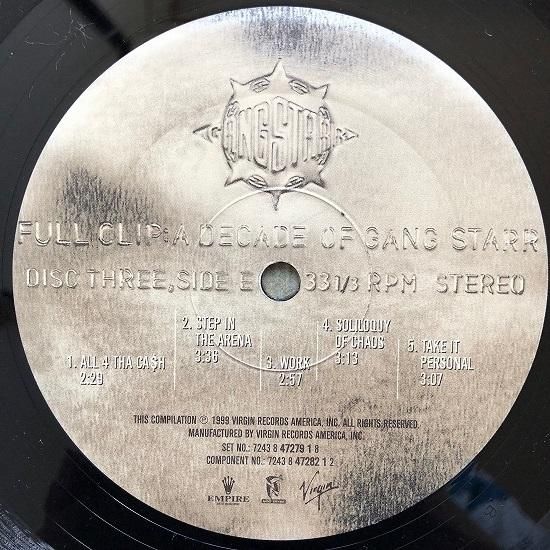 GANGSTARR
FULL CLIP: A DECADE OF GANG STARR
DISC THREE, SIDE E 33 1/3 RPM STEREO
1. ALL 4 THA CA$H
2:29
2. STEP IN
THE ARENA
3:36
3. WORK
2:57
4. SOLILOQUY
OF CHAOS
3:13
5. TAKE IT
PERSONAL
3:07
THIS COMPILATION ℗ 1999 VIRGIN RECORDS AMERICA, INC. ALL RIGHTS RESERVED.
MANUFACTURED BY VIRGIN RECORDS AMERICA, INC.
SET NO.: 7243 8 47279 1 8
COMPONENT NO.: 7243 8 47282 1 2
EMPIRE
Virgin